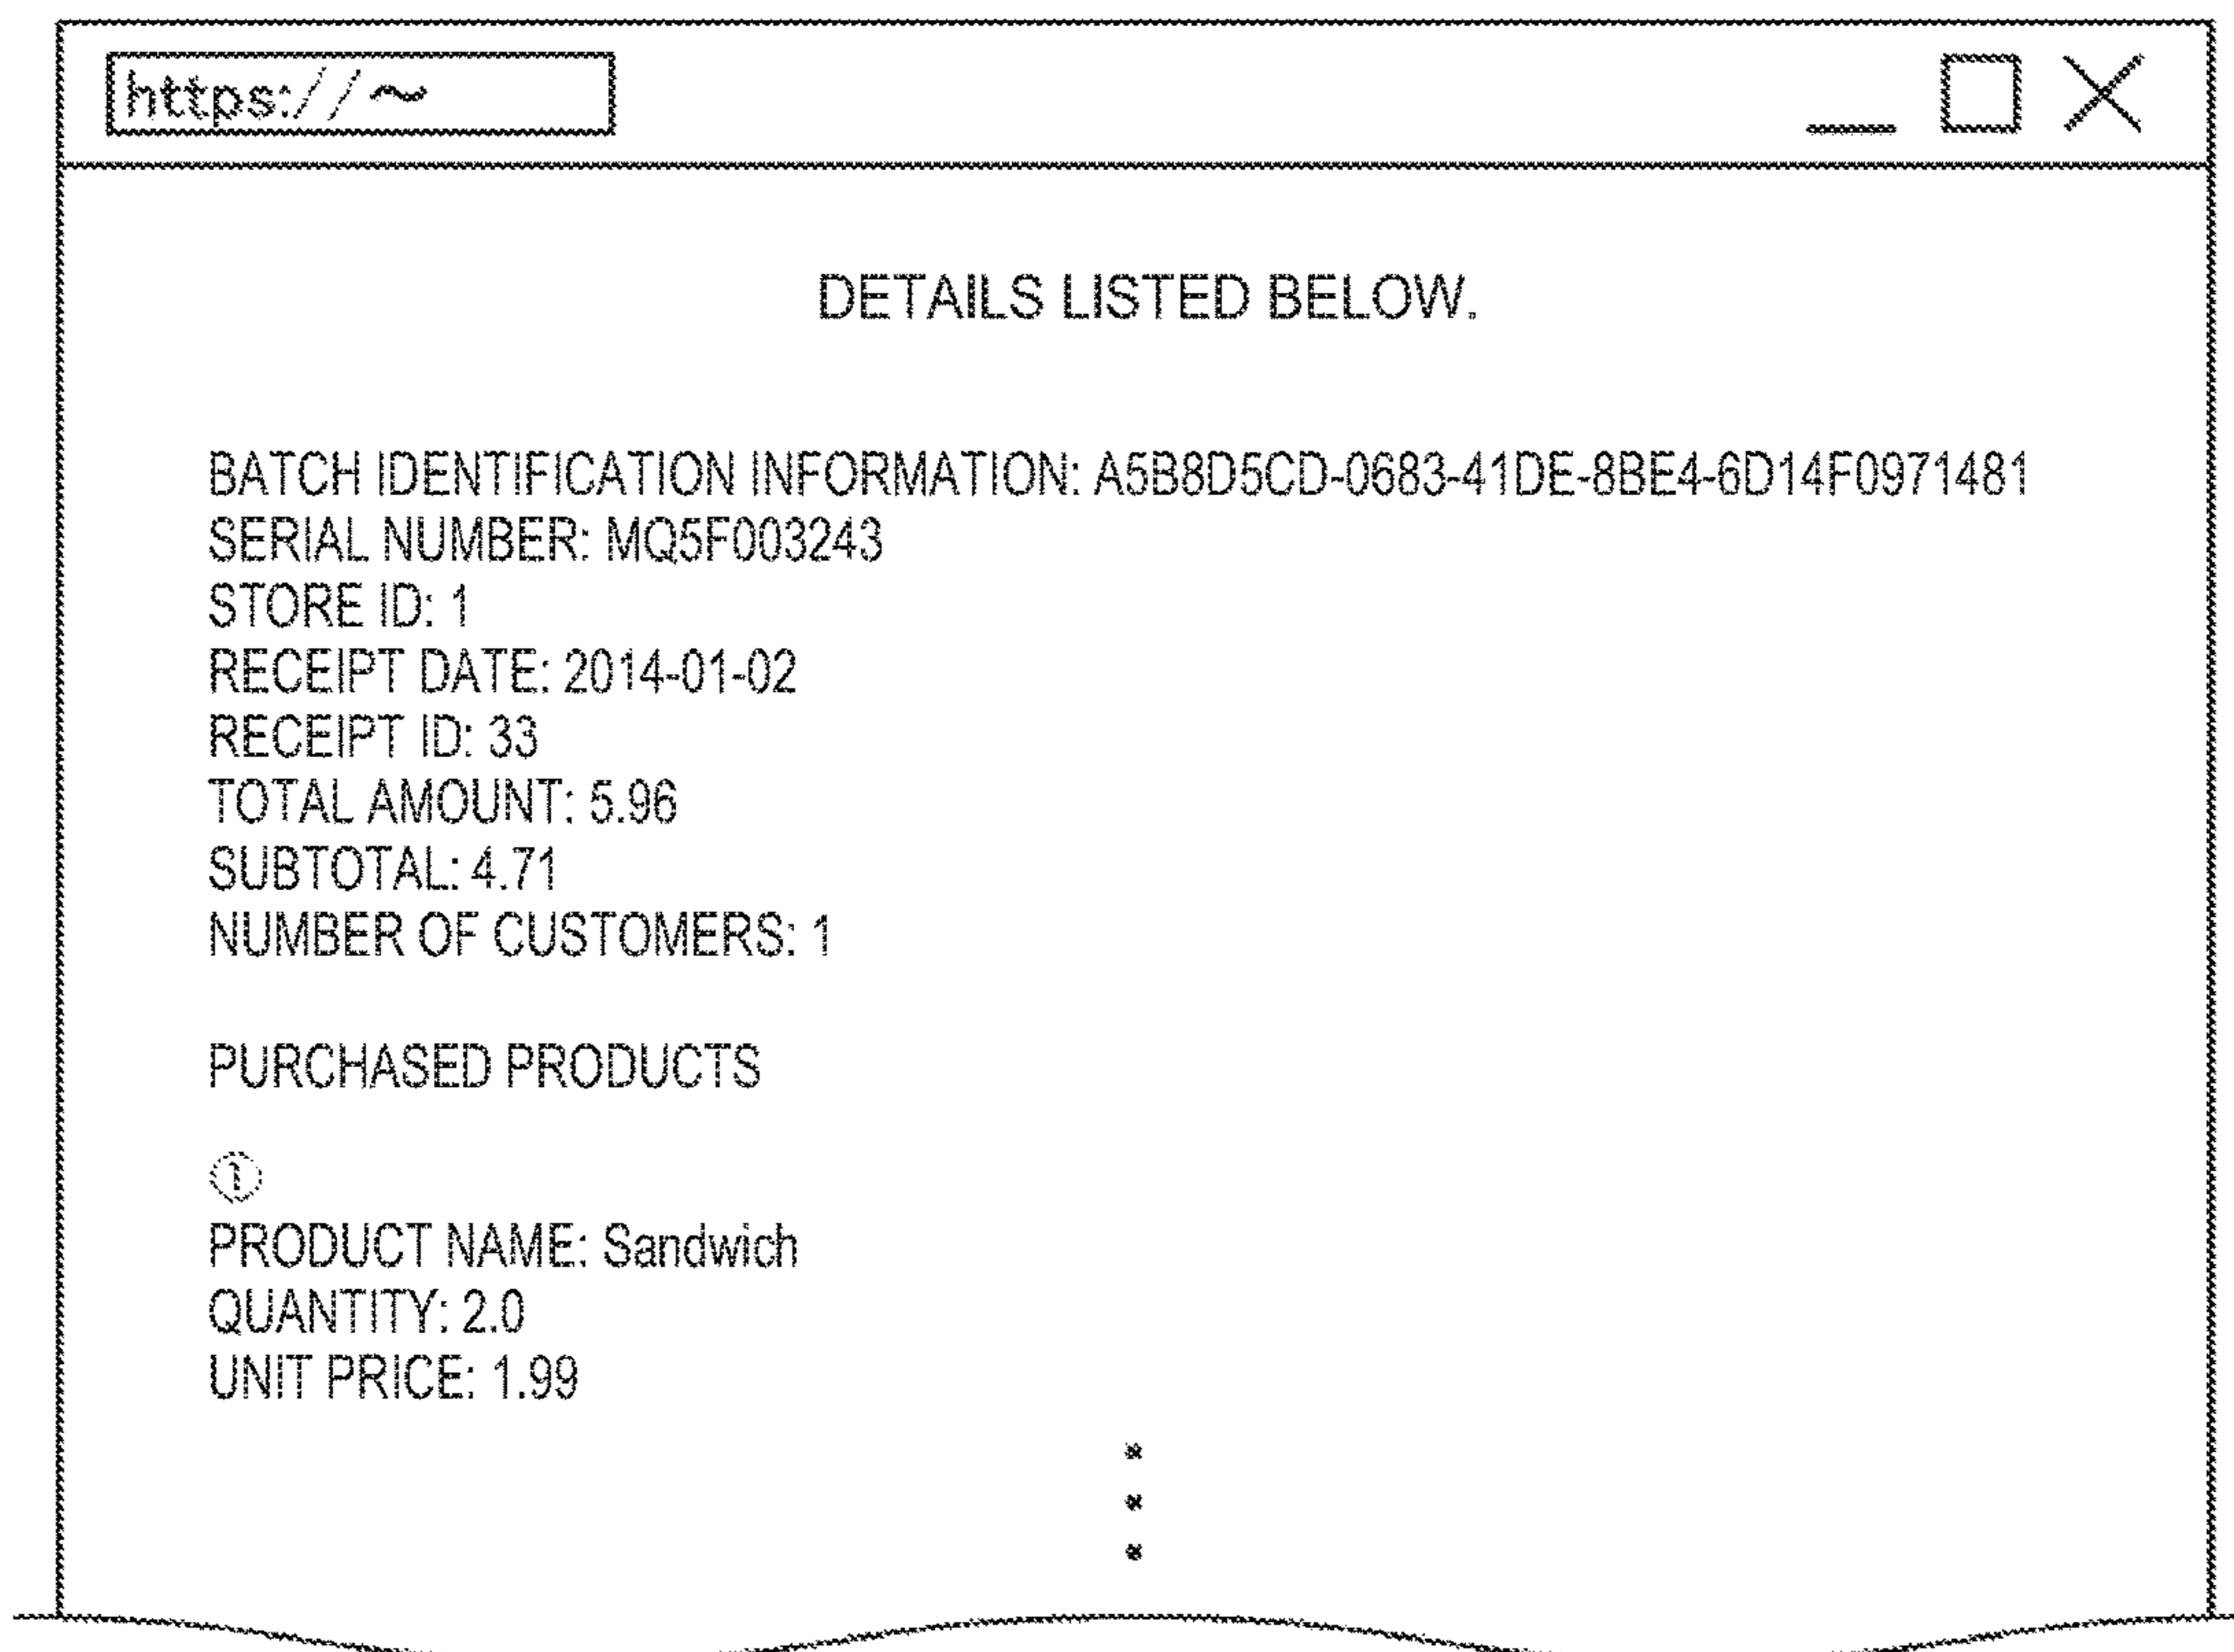 https://~
DETAILS LISTED BELOW.
BATCH IDENTIFICATION INFORMATION: A5B8D5CD-0683-41DE-8BE4-6D14F0971481
SERIAL NUMBER: MQ5F003243
STORE ID: 1
RECEIPT DATE: 2014-01-02
RECEIPT ID: 33
TOTAL AMOUNT: 5.96
SUBTOTAL: 4.71
NUMBER OF CUSTOMERS: 1
PURCHASED PRODUCTS
①
PRODUCT NAME: Sandwich
QUANTITY: 2.0
UNIT PRICE: 1.99